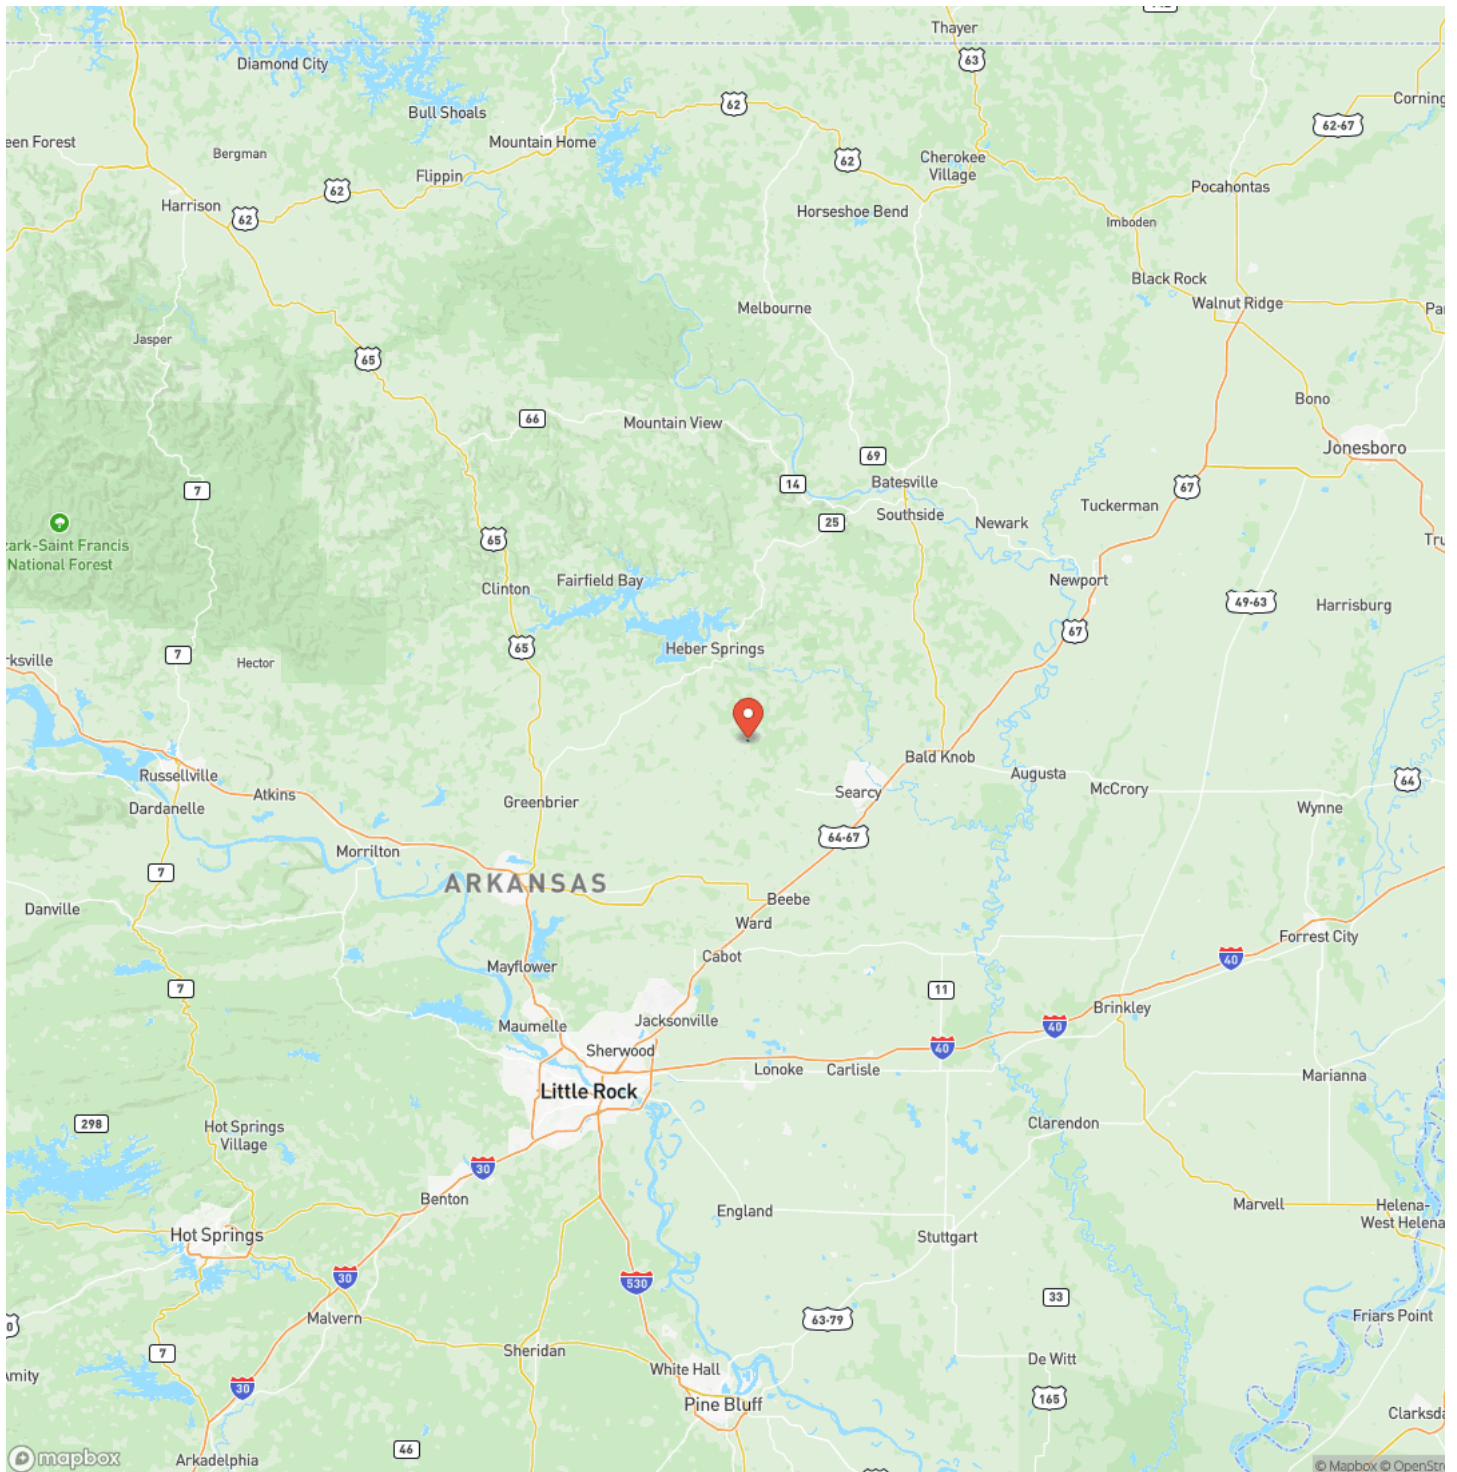 Thayer
63
Diamond City
62
Corning
Bull Shoals
62-67
een Forest
Mountain Home
Bergman
62
Cherokee
Village
Flippin
62
Pocahontas
Harrison
62
Horseshoe Bend
Imboden
Black Rock
Melbourne
Walnut Ridge
Jasper
65
Bono
66
Mountain View
Jonesboro
69
7
14
Batesville
67
Tuckerman
25
Southside
Newark
zark-Saint Francis
National Forest
65
Tru
Clinton
Fairfield Bay
Newport
49-63
Harrisburg
67
7
65
Heber Springs
rksville
Hector
Bald Knob
Russellville
Augusta
64
Dardanelle
Atkins
Greenbrier
Searcy
McCrory
Wynne
64-67
Morrilton
7
ARKANSAS
Danville
Beebe
Ward
Forrest City
Cabot
40
Mayflower
7
11
Brinkley
Maumelle
Jacksonville
40
Sherwood
40
Lonoke
Carlisle
Marianna
Little Rock
298
Hot Springs
Village
Clarendon
30
Benton
England
Marvell
Helena-
West Helena
Hot Springs
Stuttgart
30
530
33
Malvern
63-79
Friars Point
0
7
Sheridan
De Witt
White Hall
Amity
30
165
Pine Bluff
Clarksda
46
mapbox
Arkadelphia
© Mapbox © OpenStre